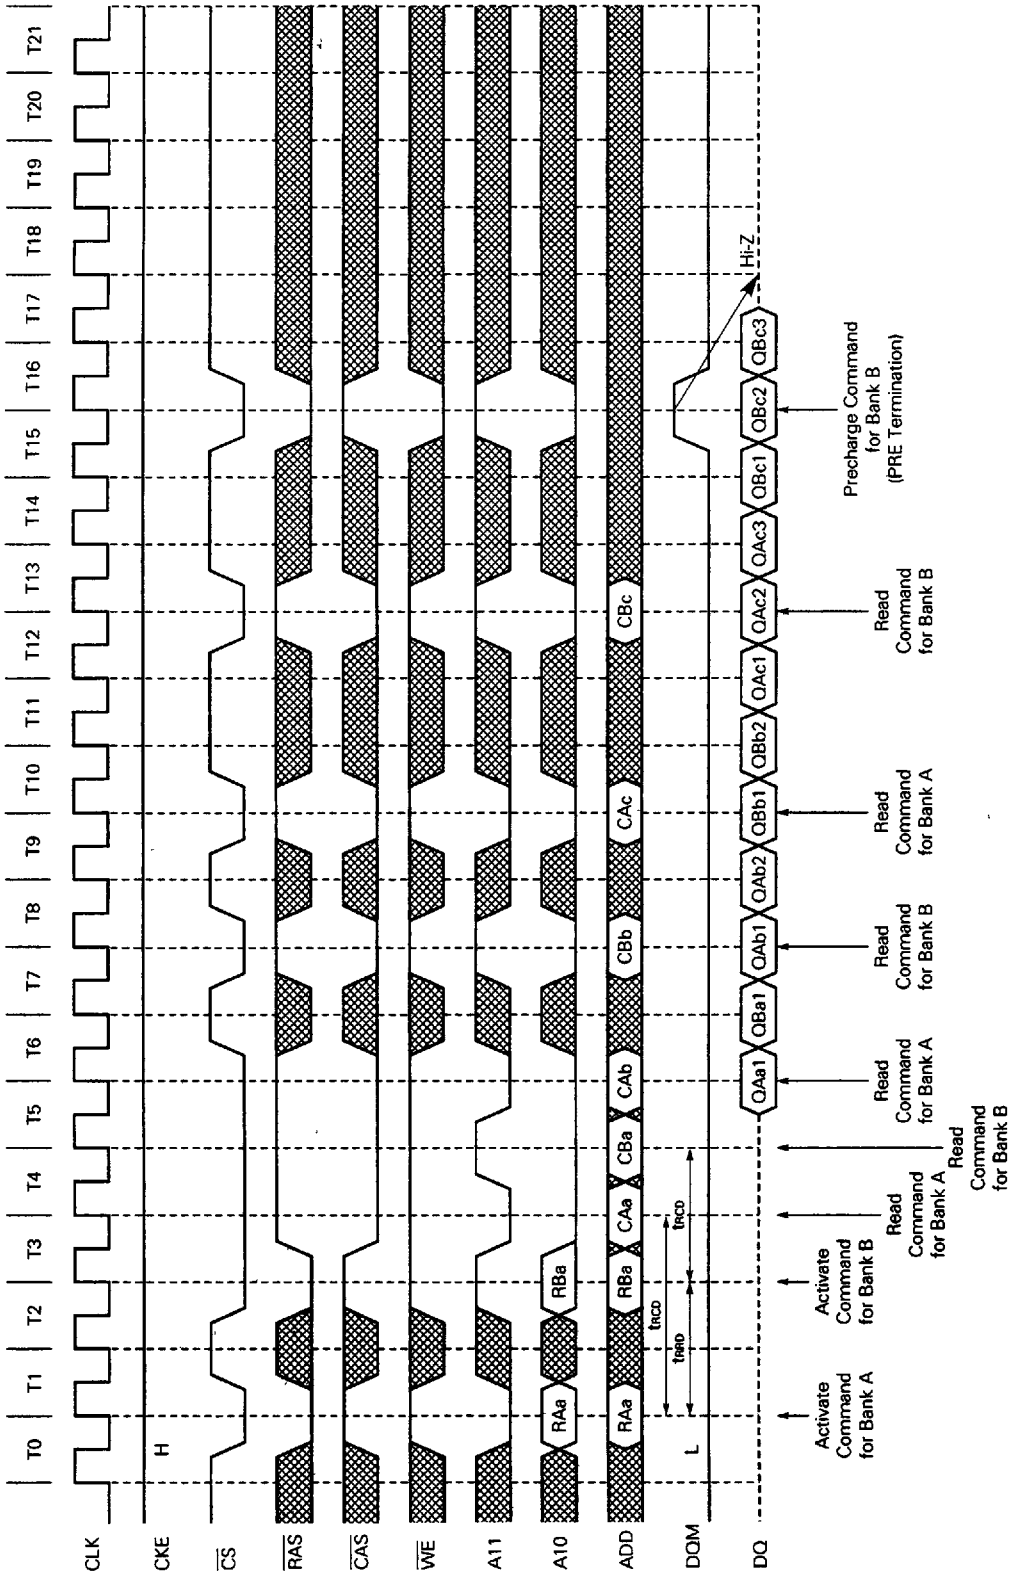 T0 T1 T2 T3 T4 T5 T6 T7 T8 T9 T10 T11 T12 T13 T14 T15 T16 T17 T18 T19 T20 T21
CLK
CKE H
CS
RAS
CAS
WE
A11
A10 RAa RBa
ADD RAa RBa CAa CBa CAb CBb CAc CBc
tRCD
tRRD tRCD
DQM L
DQ QAa1 QBa1 QAb1 QAb2 QBb1 QBb2 QAc1 QAc2 QAc3 QBc1 QBc2 QBc3 Hi-Z
Activate
Command
for Bank A
Activate
Command
for Bank B
Read
Command
for Bank A
Read
Command
for Bank B
Read
Command
for Bank A
Read
Command
for Bank B
Read
Command
for Bank A
Read
Command
for Bank B
Precharge Command
for Bank B
(PRE Termination)